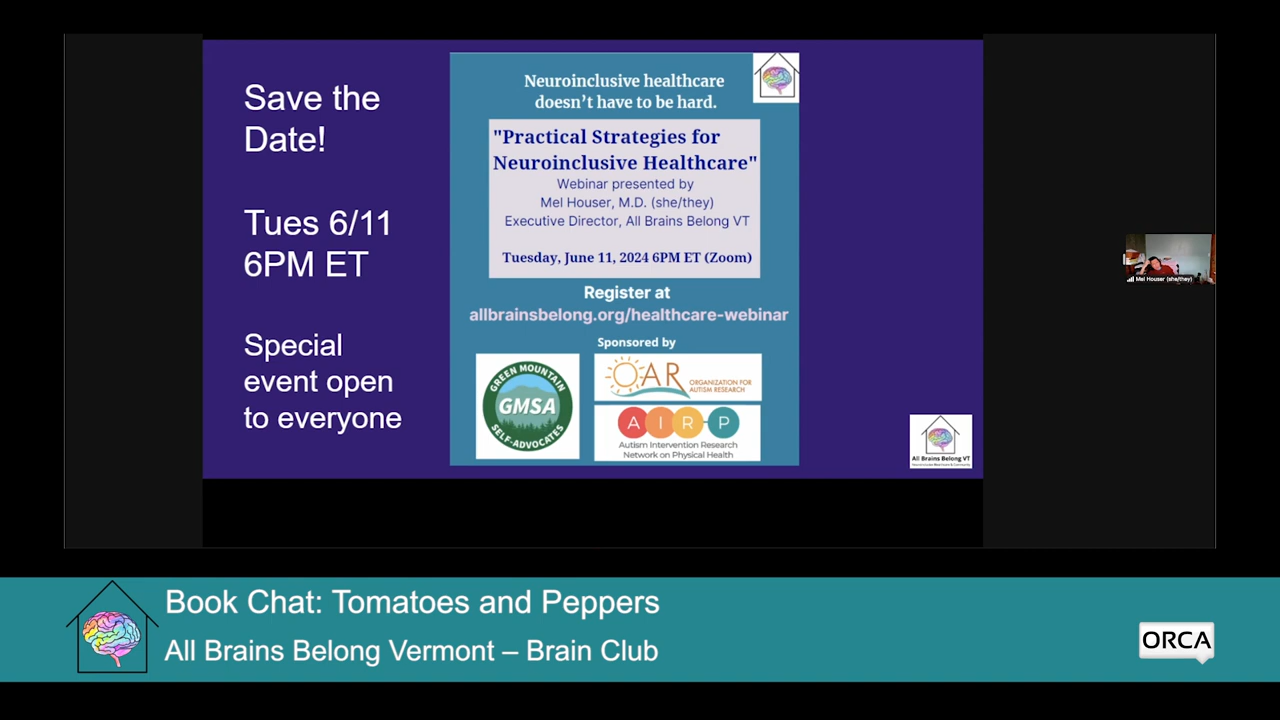 Save the
Date!
Tues 6/11
6PM ET
Special
event open
to everyone
Neuroinclusive healthcare
doesn't have to be hard.
"Practical Strategies for
Neuroinclusive Healthcare"
Webinar presented by
Mel Houser, M.D. (she/they)
Executive Director, All Brains Belong VT
Tuesday, June 11, 2024 6PM ET (Zoom)
Register at
allbrainsbelong.org/healthcare-webinar
Sponsored by
GREEN MOUNTAIN
GMSA
SELF-ADVOCATES
OAR
ORGANIZATION FOR
AUTISM RESEARCH
A I R P
Autism Intervention Research
Network on Physical Health
All Brains Belong VT
Neuroinclusive Healthcare & Community
Mel Houser (she/they)
Book Chat: Tomatoes and Peppers
All Brains Belong Vermont – Brain Club
ORCA